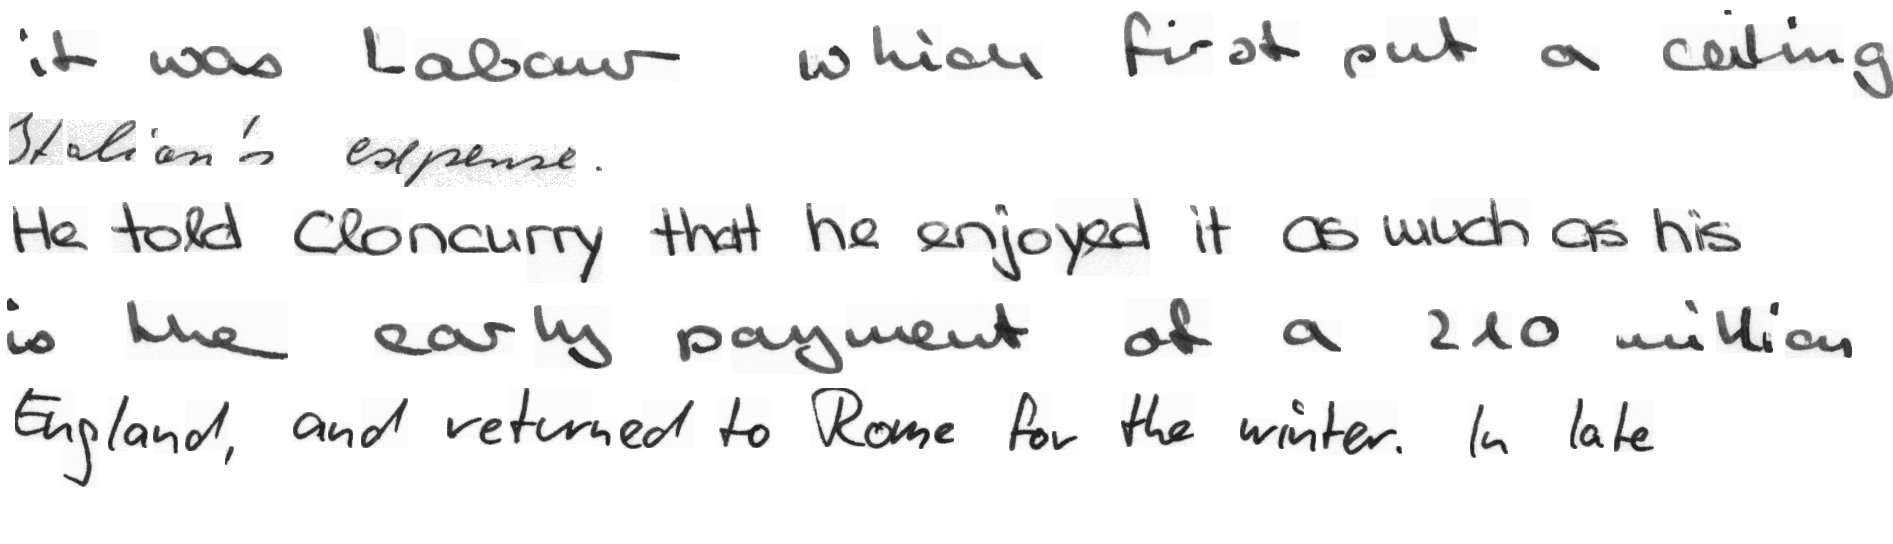 it was Labour which first put a ceiling
Italian's expense.
He told Cloncurry that he enjoyed it as much as his
is the early payment of a 210 million
England, and returned to Rome for the winter. In late